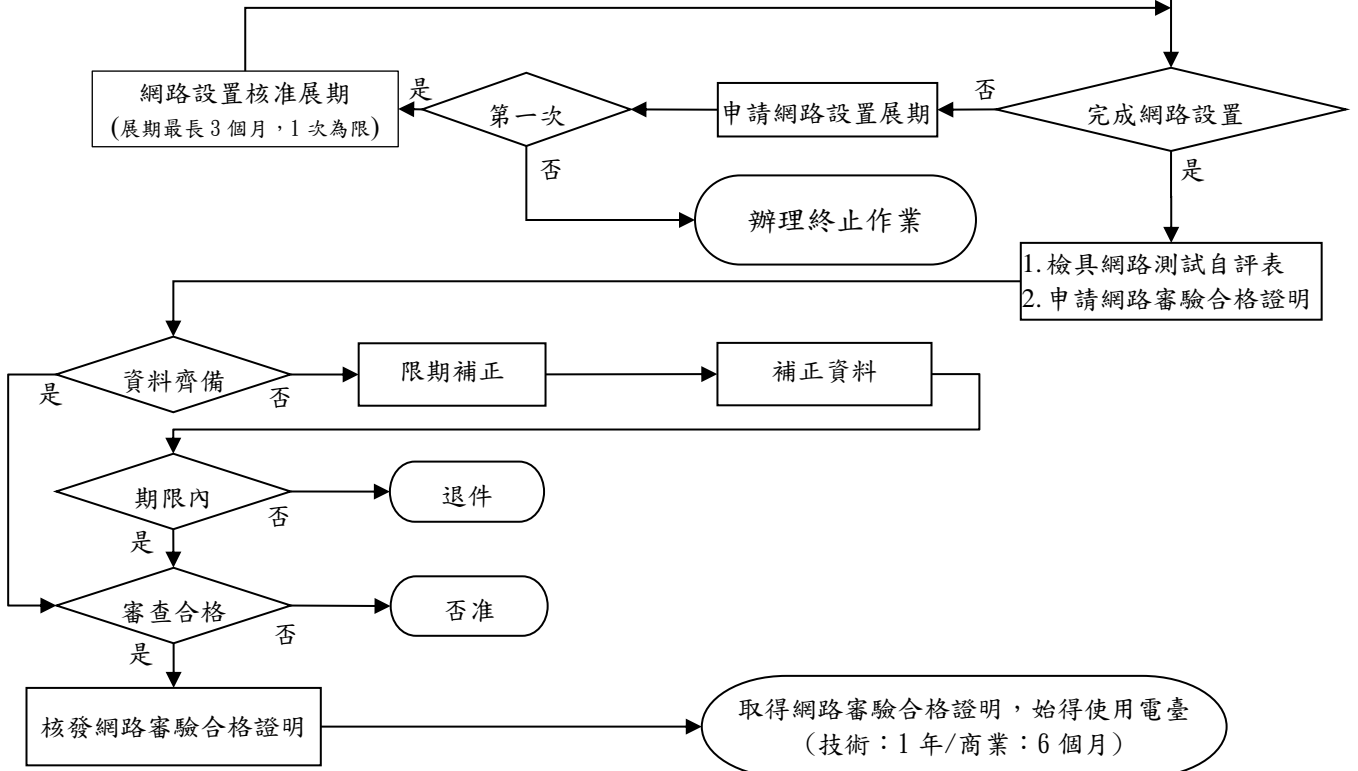 網路設置核准展期
(展期最長 3 個月，1 次為限)
是
第一次
申請網路設置展期
否
完成網路設置
否
是
辦理終止作業
1.檢具網路測試自評表
2.申請網路審驗合格證明
是
資料齊備
否
限期補正
補正資料
期限內
否
退件
是
審查合格
否
否准
是
核發網路審驗合格證明
取得網路審驗合格證明，始得使用電臺
(技術：1 年/商業：6 個月)